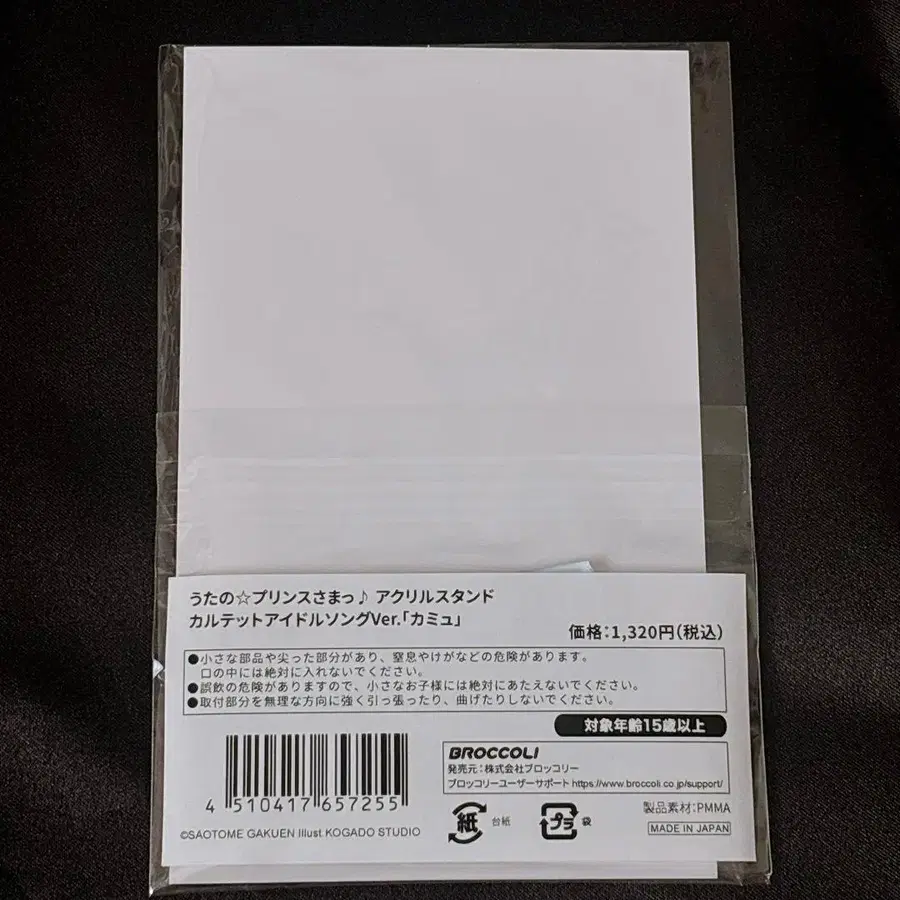 うたの☆プリンスさまっ♪ アクリルスタンド
カルテットアイドルソングVer.「カミュ」
価格:1,320円(税込)
●小さな部品や尖った部分があり、窒息やけがなどの危険があります。
口の中には絶対に入れないでください。
●誤飲の危険がありますので、小さなお子様には絶対にあたえないでください。
●取付部分を無理な方向に強く引っ張ったり、曲げたりしないでください。
対象年齢15歳以上
BROCCOLI
発売元:株式会社ブロッコリー
ブロッコリーユーザーサポート https://www.broccoli.co.jp/support/
4 510417 657255
©SAOTOME GAKUEN Illust.KOGADO STUDIO
紙 台紙
プラ 袋
製品素材:PMMA
MADE IN JAPAN